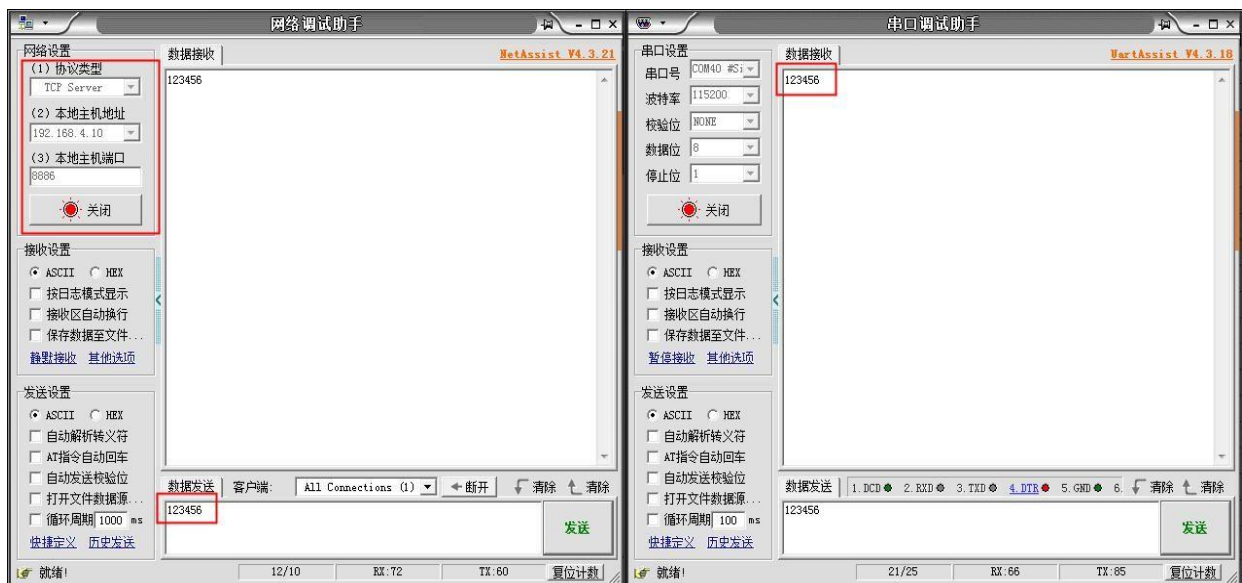 网络调试助手
网络设置
(1) 协议类型
TCP Server
(2) 本地主机地址
192.168.4.10
(3) 本地主机端口
8886
关闭
接收设置
ASCII HEX
按日志模式显示
接收区自动换行
保存数据至文件...
静默接收 其他选项
发送设置
ASCII HEX
自动解析转义符
AT指令自动回车
自动发送校验位
打开文件数据源...
循环周期 1000 ms
快捷定义 历史发送
数据接收 NetAssist V4.3.21
123456
数据发送 客户端: All Connections (1) 断开 清除 清除
123456
发送
就绪! 12/10 RX:72 TX:60 复位计数
串口调试助手
串口设置
串口号 COM40 #Si
波特率 115200
校验位 NONE
数据位 8
停止位 1
关闭
接收设置
ASCII HEX
按日志模式显示
接收区自动换行
保存数据至文件...
暂停接收 其他选项
发送设置
ASCII HEX
自动解析转义符
AT指令自动回车
自动发送校验位
打开文件数据源...
循环周期 100 ms
快捷定义 历史发送
数据接收 UartAssist V4.3.18
123456
数据发送 1.DCD 2.RXD 3.TXD 4.DTR 5.GND 6. 清除 清除
123456
发送
就绪! 21/25 RX:66 TX:85 复位计数